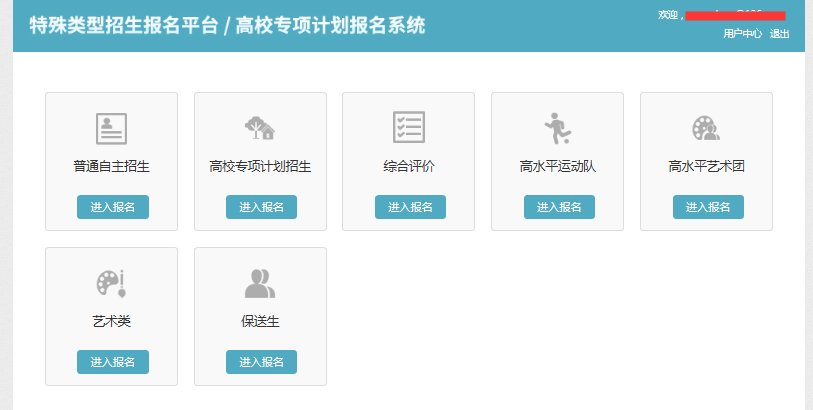 特殊类型招生报名平台 / 高校专项计划报名系统
欢迎，
用户中心 退出
普通自主招生
高校专项计划招生
综合评价
高水平运动队
高水平艺术团
进入报名
进入报名
进入报名
进入报名
进入报名
艺术类
保送生
进入报名
进入报名